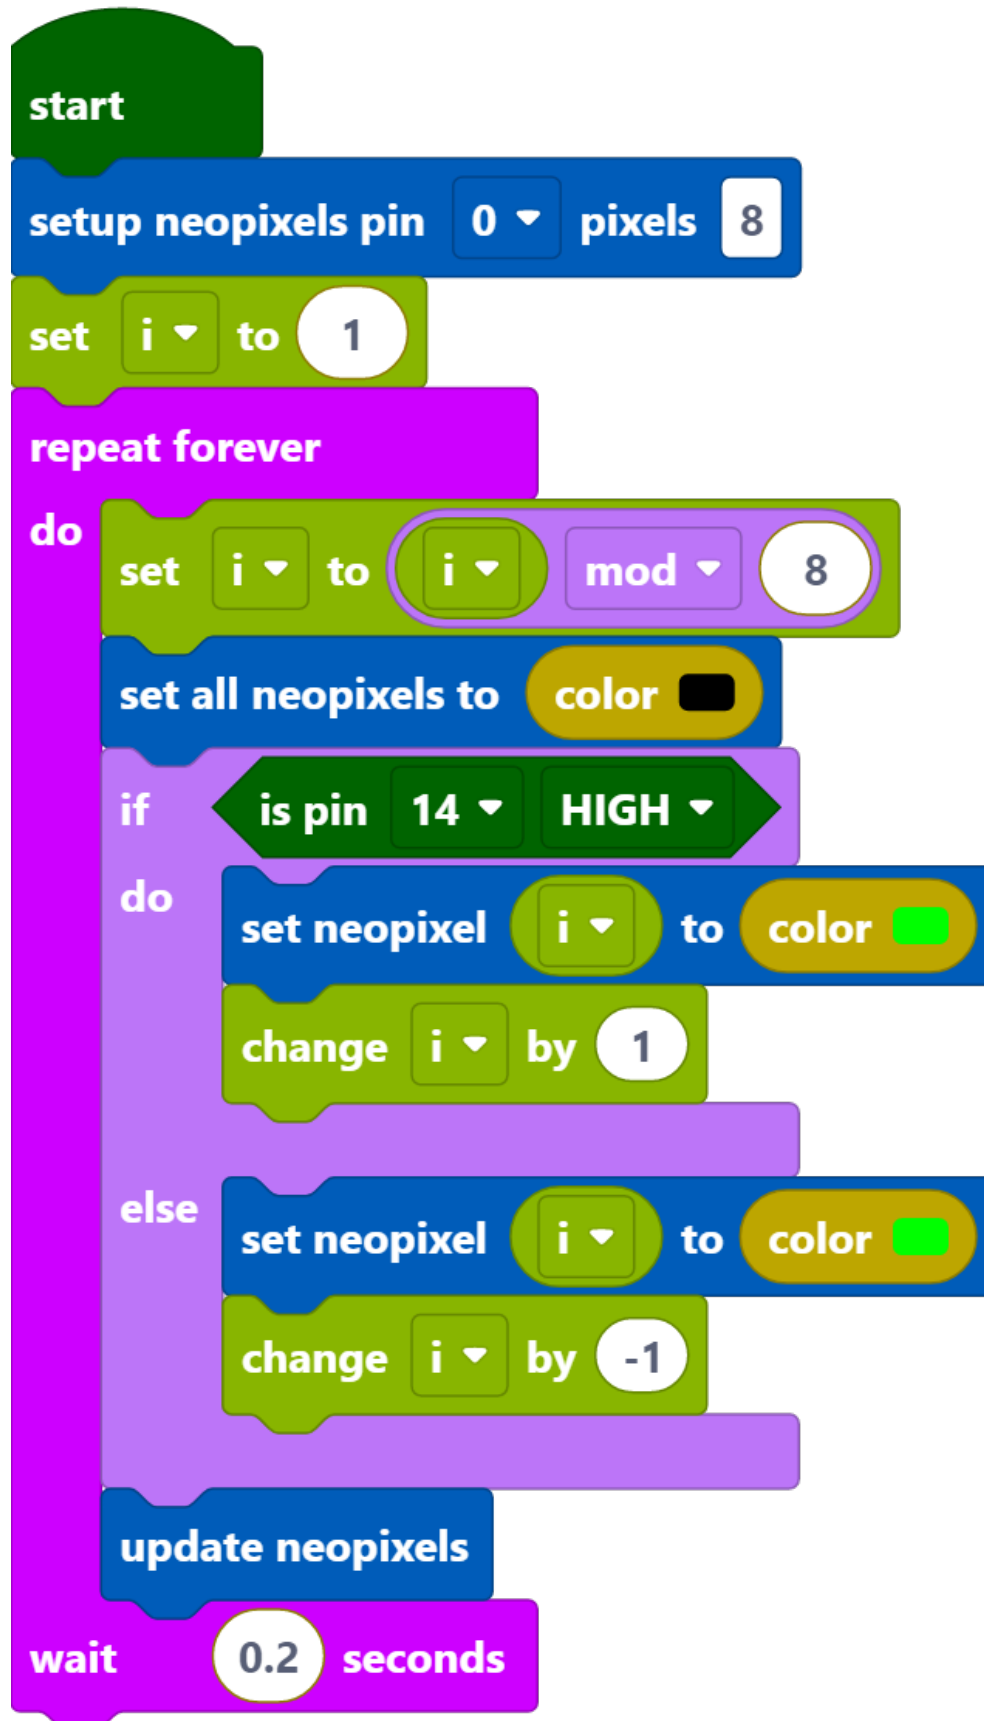 start
setup neopixels pin 0 pixels 8
set i to 1
repeat forever
do
set i to i mod 8
set all neopixels to color
if is pin 14 HIGH
do
set neopixel i to color
change i by 1
else
set neopixel i to color
change i by -1
update neopixels
wait 0.2 seconds